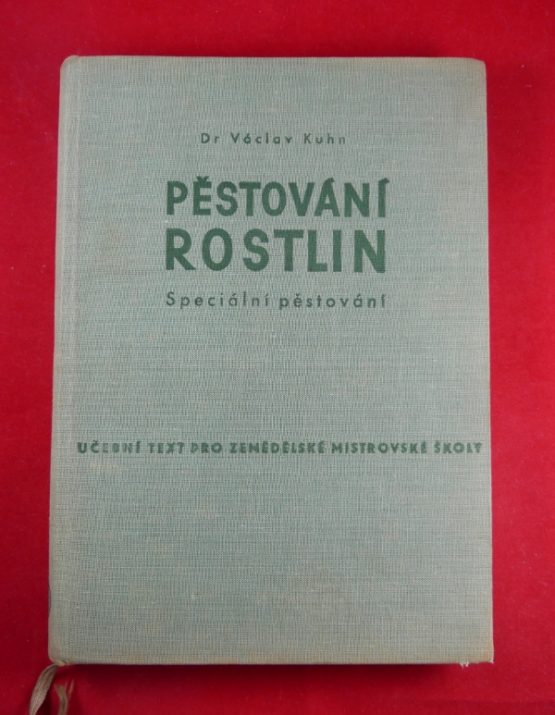 Dr Václav Kuhn
PĚSTOVÁNÍ
ROSTLIN
Speciální pěstování
UČEBNÍ TEXT PRO ZEMĚDĚLSKÉ MISTROVSKÉ ŠKOLY